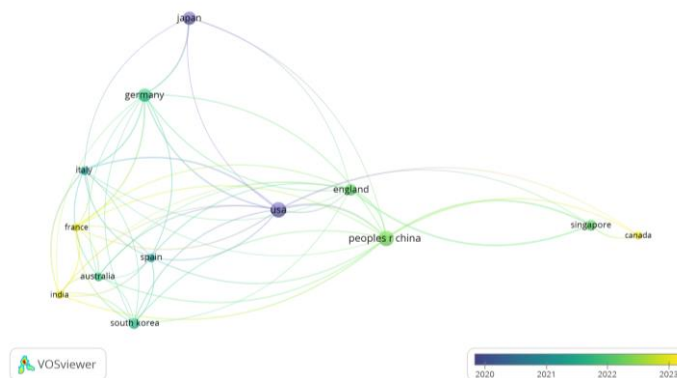 japan
germany
italy
england
usa
france
singapore
peoples r china
canada
spain
australia
india
south korea
VOSviewer
2020 2021 2022 2023